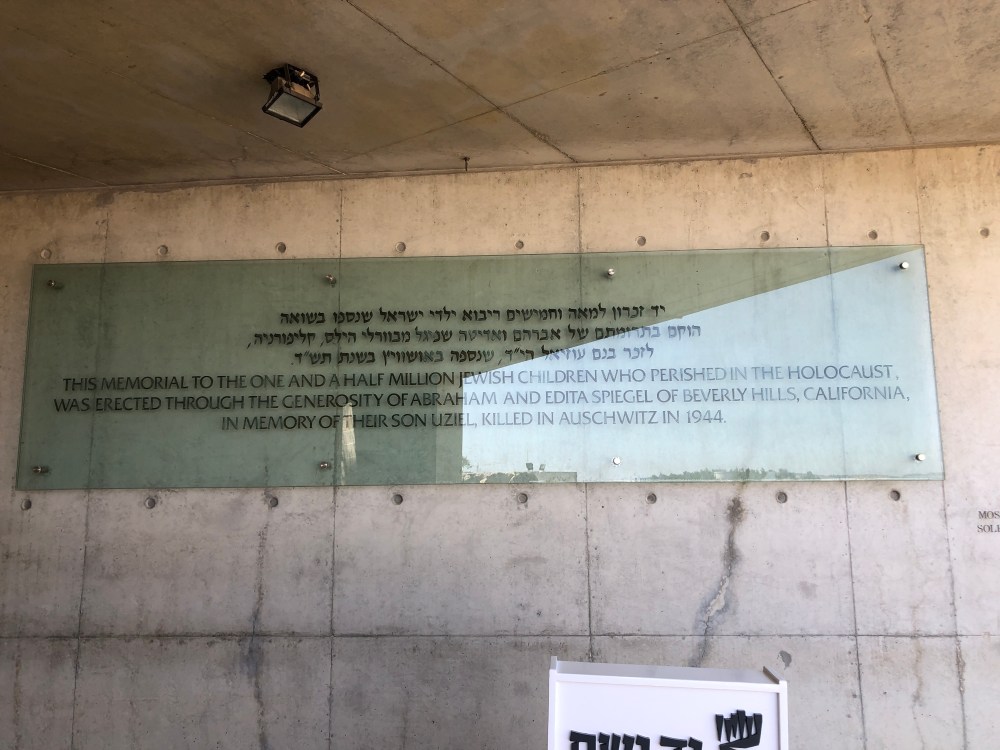 יד זכרון למאה וחמישים ריבוא ילדי ישראל שנספו בשואה
הוקם בתרומתם של אברהם ואדיטה שפיגל מבוורלי הילס, קליפורניה,
לזכר בנם עוזיאל הי״ד, שנספה באושוויץ בשנת תש״ד.
THIS MEMORIAL TO THE ONE AND A HALF MILLION JEWISH CHILDREN WHO PERISHED IN THE HOLOCAUST,
WAS ERECTED THROUGH THE GENEROSITY OF ABRAHAM AND EDITA SPIEGEL OF BEVERLY HILLS, CALIFORNIA,
IN MEMORY OF THEIR SON UZIEL, KILLED IN AUSCHWITZ IN 1944.
יד ושם